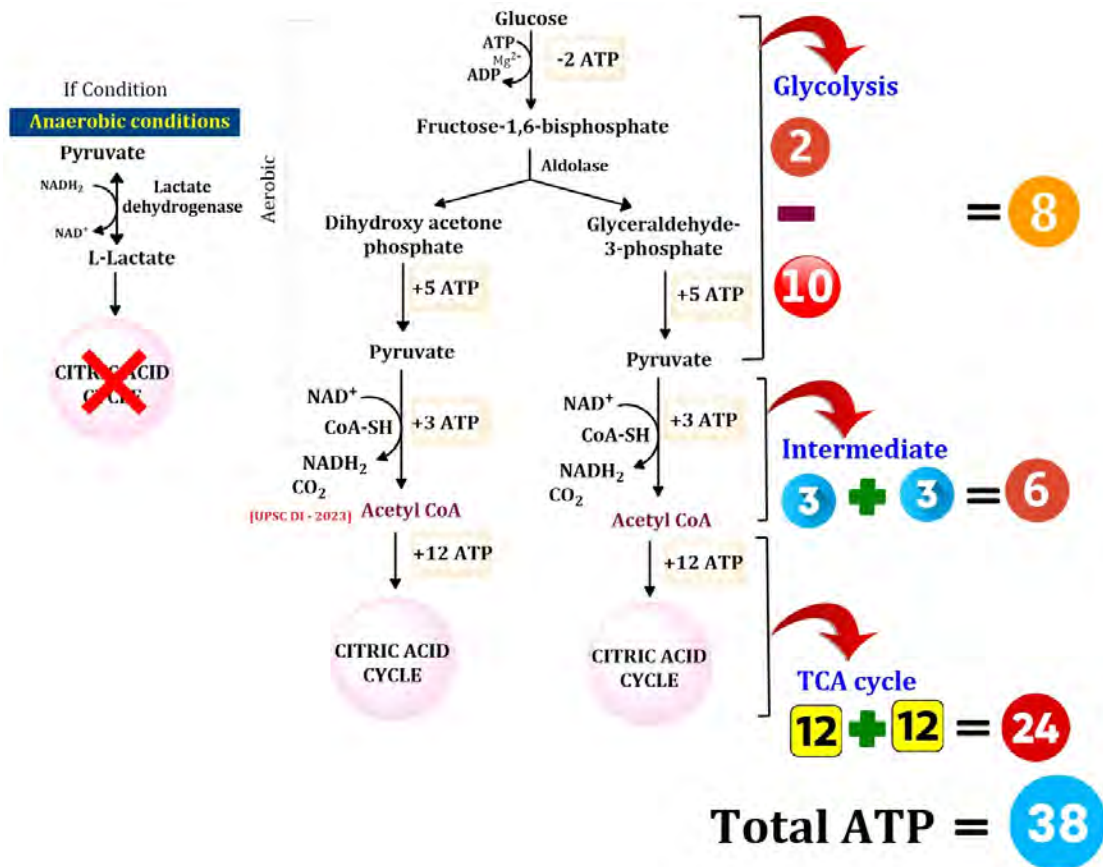 If Condition
Anaerobic conditions
Pyruvate
NADH₂
NAD⁺
Lactate
dehydrogenase
L-Lactate
CITRIC ACID
CYCLE
Aerobic
Glucose
ATP
Mg²⁻
ADP
-2 ATP
Fructose-1,6-bisphosphate
Aldolase
Dihydroxy acetone
phosphate
Glyceraldehyde-
3-phosphate
+5 ATP
+5 ATP
Pyruvate
Pyruvate
NAD⁺
CoA-SH
NADH₂
CO₂
+3 ATP
NAD⁺
CoA-SH
NADH₂
CO₂
+3 ATP
[UPSC DI - 2023] Acetyl CoA
Acetyl CoA
+12 ATP
+12 ATP
CITRIC ACID
CYCLE
CITRIC ACID
CYCLE
Glycolysis
2
-
10
= 8
Intermediate
3 + 3 = 6
TCA cycle
12 + 12 = 24
Total ATP = 38